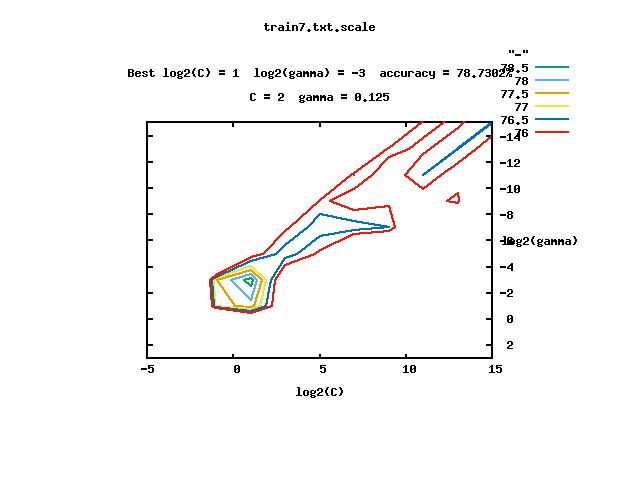 train7.txt.scale
"-"
Best log2(C) = 1 log2(gamma) = -3 accuracy = 78.7302%
78.5
78
77.5
77
76.5
76
C = 2 gamma = 0.125
-14
-12
-10
-8
-6
log2(gamma)
-4
-2
0
2
-5 0 5 10 15
log2(C)